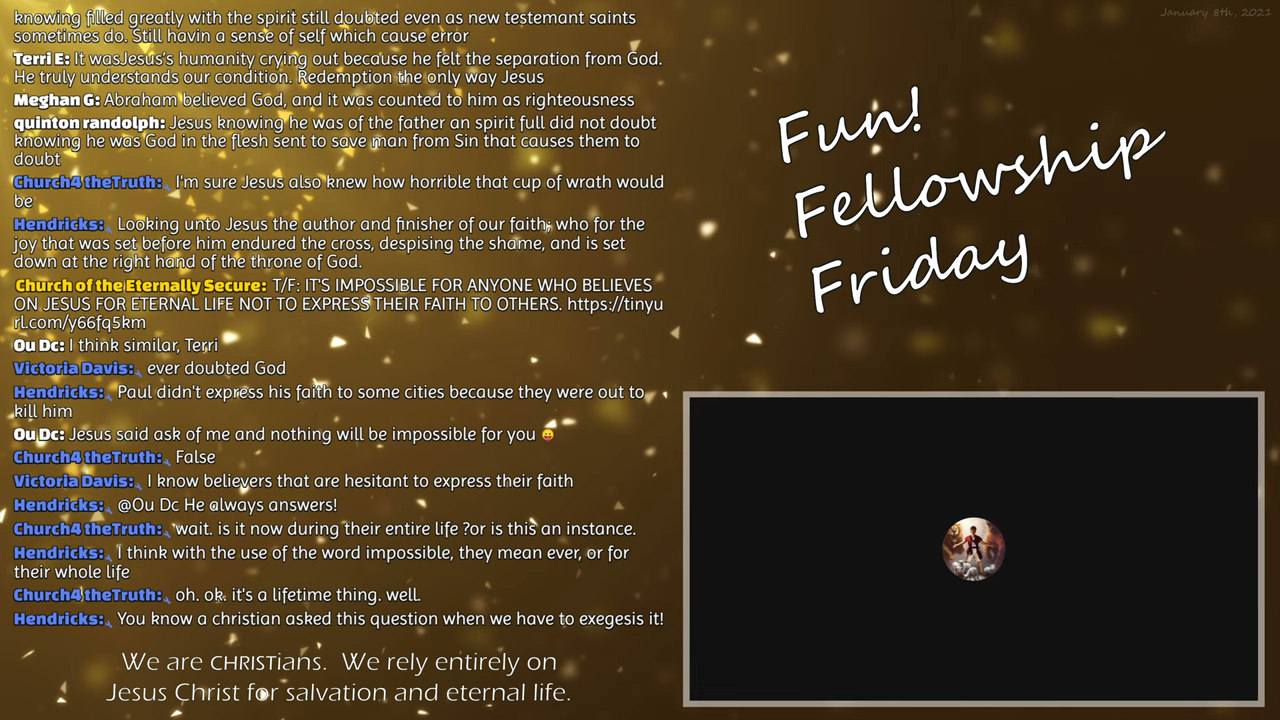 knowing filled greatly with the spirit still doubted even as new testemant saints
sometimes do. Still havin a sense of self which cause error
Terri E: It wasJesus's humanity crying out because he felt the separation from God.
He truly understands our condition. Redemption the only way Jesus
Meghan G: Abraham believed God, and it was counted to him as righteousness
quinton randolph: Jesus knowing he was of the father an spirit full did not doubt
knowing he was God in the flesh sent to save man from Sin that causes them to
doubt
Church4 theTruth: I'm sure Jesus also knew how horrible that cup of wrath would
be
Hendricks: Looking unto Jesus the author and finisher of our faith; who for the
joy that was set before him endured the cross, despising the shame, and is set
down at the right hand of the throne of God.
Church of the Eternally Secure: T/F: IT'S IMPOSSIBLE FOR ANYONE WHO BELIEVES
ON JESUS FOR ETERNAL LIFE NOT TO EXPRESS THEIR FAITH TO OTHERS. https://tinyu
rl.com/y66fq5km
Ou Dc: I think similar, Terri
Victoria Davis: ever doubted God
Hendricks: Paul didn't express his faith to some cities because they were out to
kill him
Ou Dc: Jesus said ask of me and nothing will be impossible for you 😛
Church4 theTruth: False
Victoria Davis: I know believers that are hesitant to express their faith
Hendricks: @Ou Dc He always answers!
Church4 theTruth: wait. is it now during their entire life ?or is this an instance.
Hendricks: I think with the use of the word impossible, they mean ever, or for
their whole life
Church4 theTruth: oh. ok. it's a lifetime thing. well.
Hendricks: You know a christian asked this question when we have to exegesis it!
We are CHRISTians. We rely entirely on
Jesus Christ for salvation and eternal life.
January 8th, 2021
Fun!
Fellowship
Friday